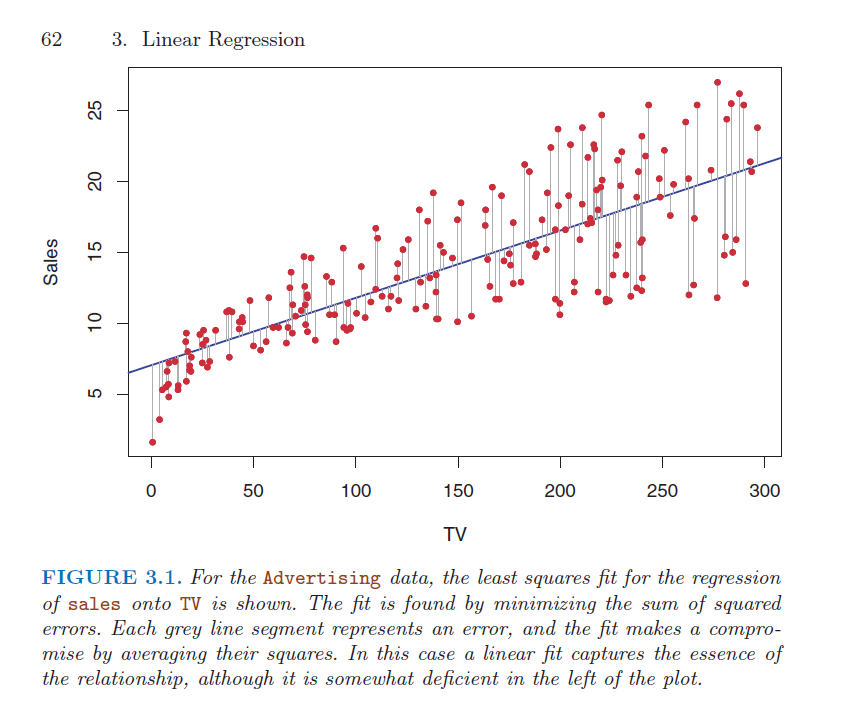 62 3. Linear Regression
25
20
15
10
5
Sales
0 50 100 150 200 250 300
TV
FIGURE 3.1. For the Advertising data, the least squares fit for the regression
of sales onto TV is shown. The fit is found by minimizing the sum of squared
errors. Each grey line segment represents an error, and the fit makes a compro-
mise by averaging their squares. In this case a linear fit captures the essence of
the relationship, although it is somewhat deficient in the left of the plot.